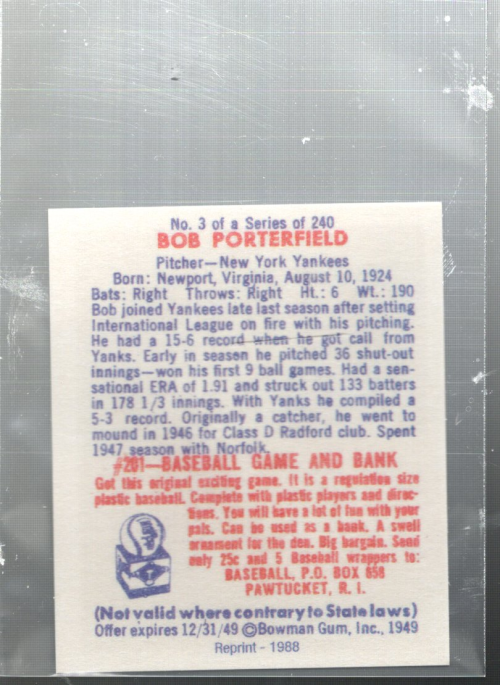 No. 3 of a Series of 240
BOB PORTERFIELD
Pitcher—New York Yankees
Born: Newport, Virginia, August 10, 1924
Bats: Right Throws: Right Ht.: 6 Wt.: 190
Bob joined Yankees late last season after setting
International League on fire with his pitching.
He had a 15-6 record when he got call from
Yanks. Early in season he pitched 36 shut-out
innings—won his first 9 ball games. Had a sen-
sational ERA of 1.91 and struck out 133 batters
in 178 1/3 innings. With Yanks he compiled a
5-3 record. Originally a catcher, he went to
mound in 1946 for Class D Radford club. Spent
1947 season with Norfolk.
#201—BASEBALL GAME AND BANK
Get this original exciting game. It is a regulation size
plastic baseball. Complete with plastic players and direc-
tions. You will have a lot of fun with your
pals. Can be used as a bank. A swell
ornament for the den. Big bargain. Send
only 25c and 5 Baseball wrappers to:
BASEBALL, P.O. BOX 658
PAWTUCKET, R. I.
(Not valid where contrary to State laws)
Offer expires 12/31/49 ©Bowman Gum, Inc., 1949
Reprint - 1988